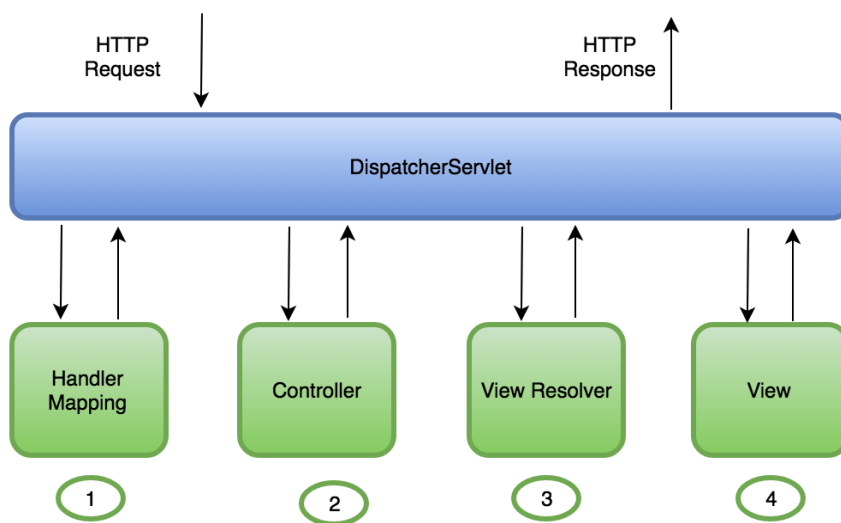 HTTP
Request
HTTP
Response
DispatcherServlet
Handler
Mapping
Controller
View Resolver
View
1
2
3
4